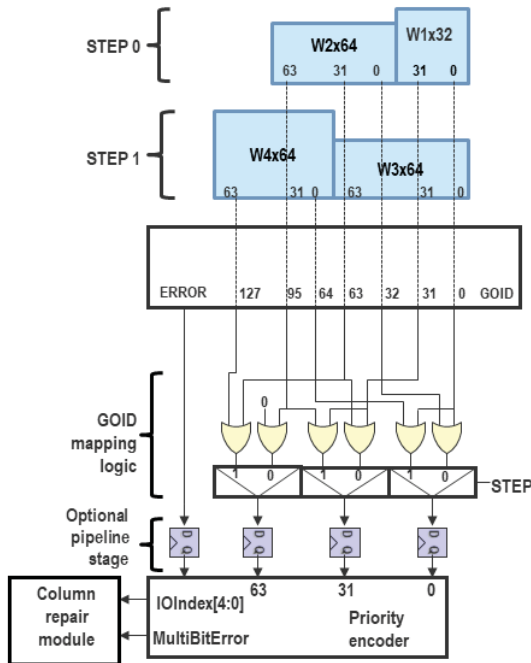 STEP 0
W2x64
W1x32
63 31 0 31 0
STEP 1
W4x64
W3x64
63 31 0 63 31 0
ERROR 127 95 64 63 32 31 0 GOID
GOID
mapping
logic
0
1 0 1 0 1 0
STEP
Optional
pipeline
stage
D Q D Q D Q D Q
Column
repair
module
63 31 0
IOIndex[4:0]
MultiBitError
Priority
encoder